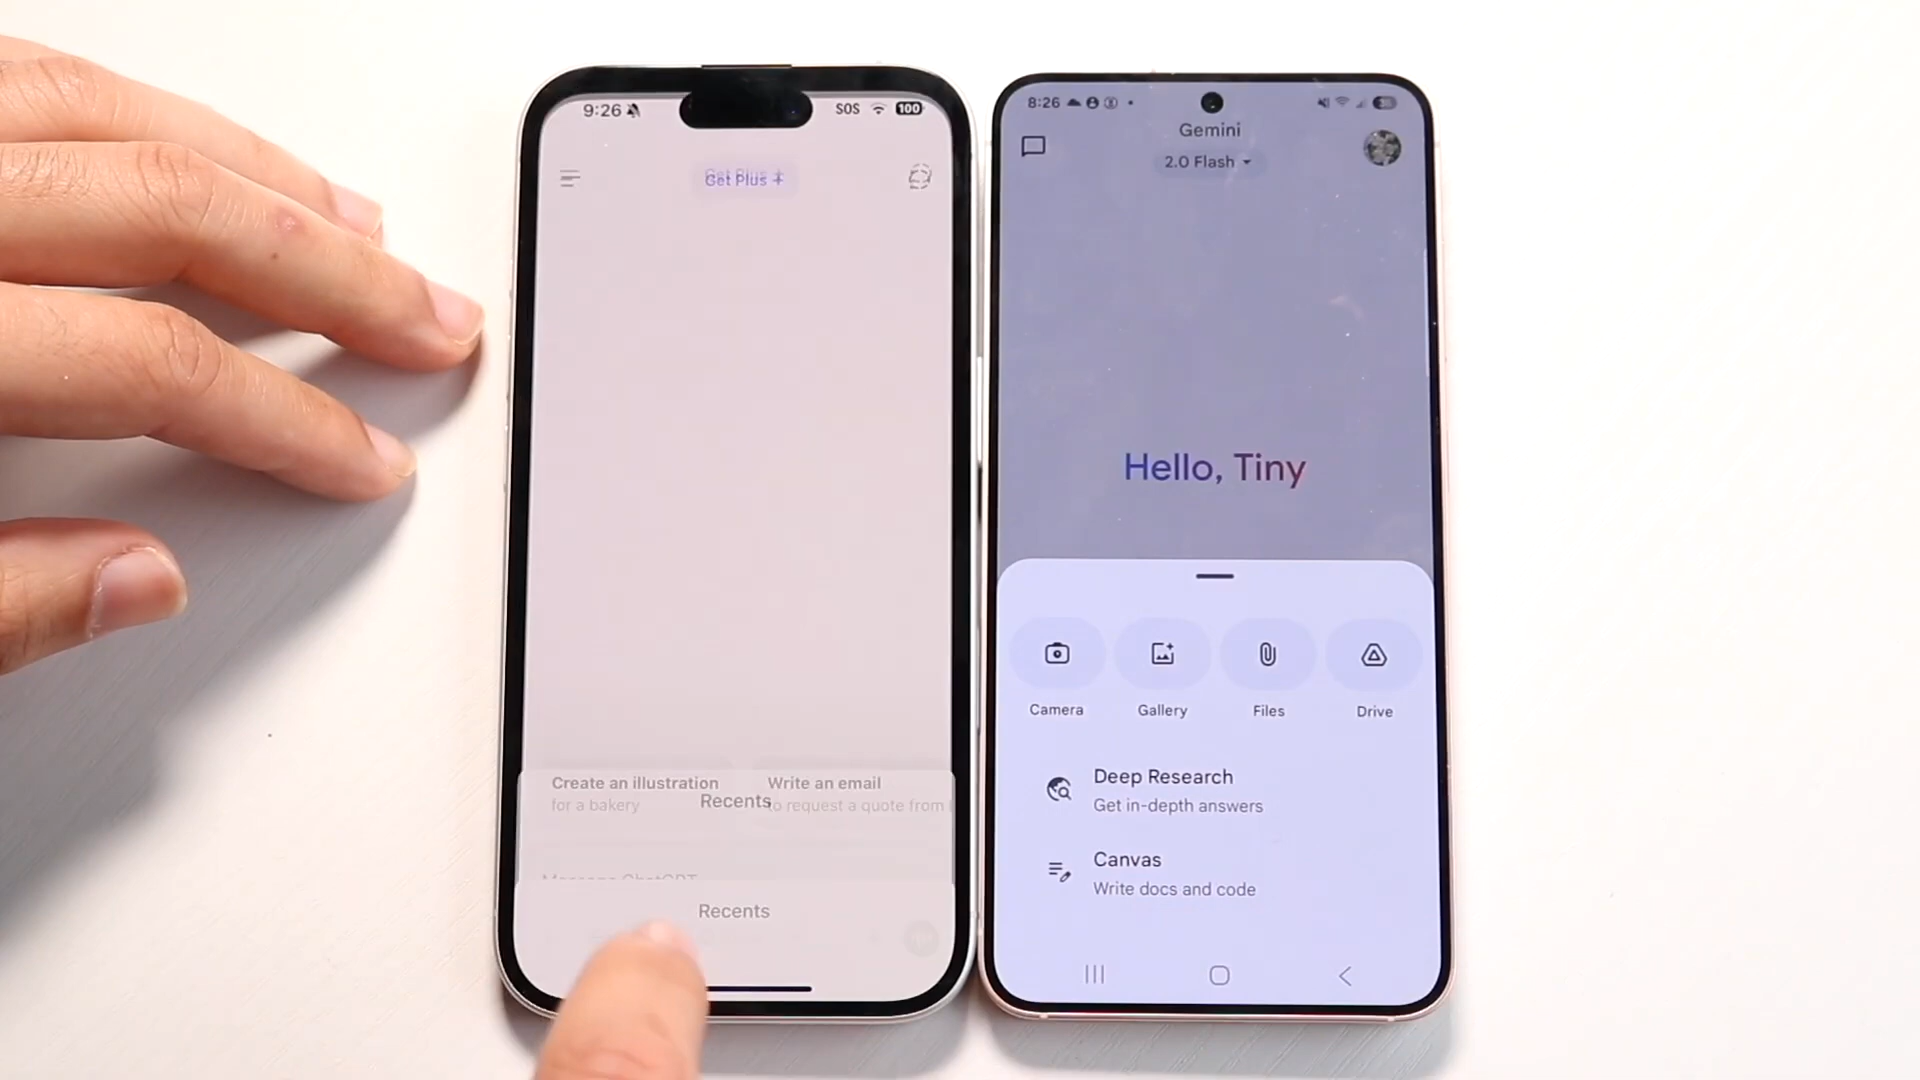 9:26
SOS
100
Get Plus +
Create an illustration
for a bakery
Write an email
to request a quote from
Recents
Message ChatGPT
Recents
8:26
Gemini
2.0 Flash
Hello, Tiny
Camera
Gallery
Files
Drive
Deep Research
Get in-depth answers
Canvas
Write docs and code